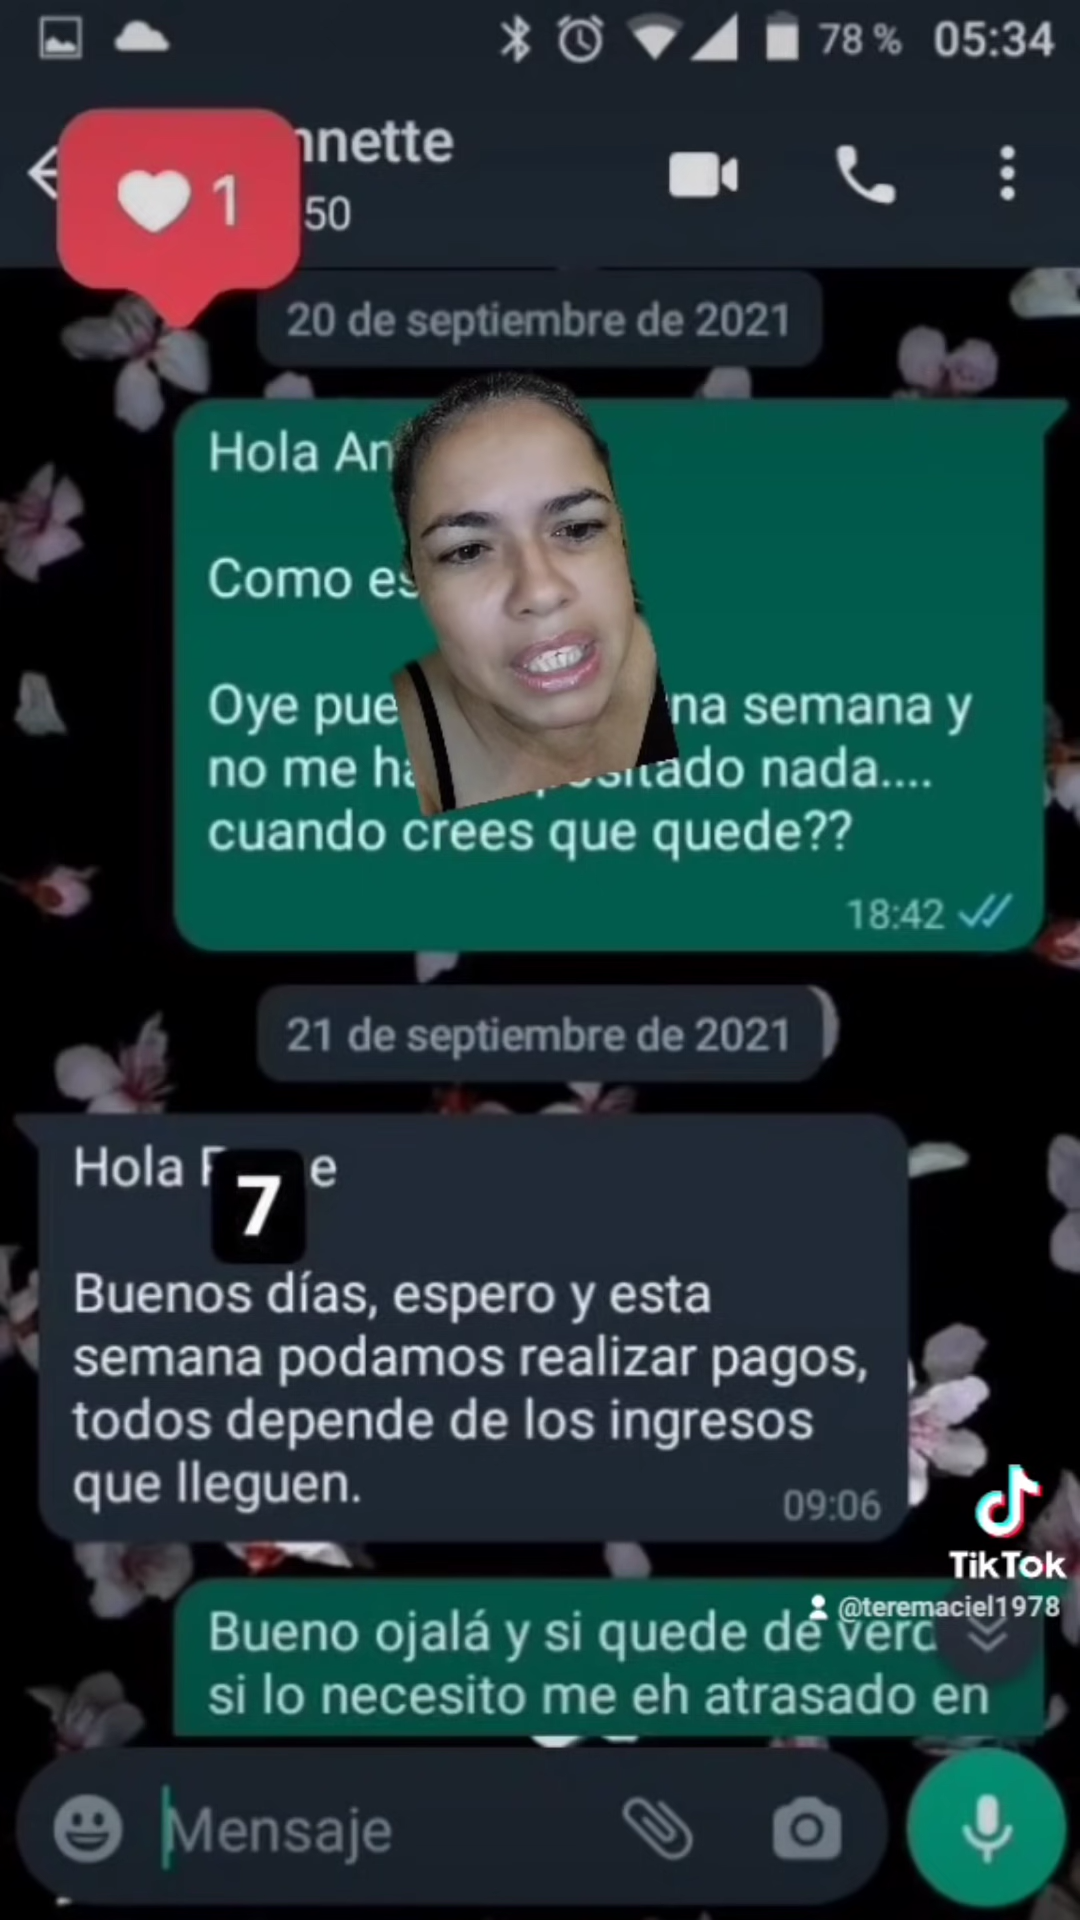 78 % 05:34
nnette
1
50
20 de septiembre de 2021
Hola An
Como es
Oye pue na semana y
no me ha positado nada....
cuando crees que quede??
18:42
21 de septiembre de 2021
Hola e
7
Buenos días, espero y esta
semana podamos realizar pagos,
todos depende de los ingresos
que lleguen.
09:06
TikTok
@teremaciel1978
Bueno ojalá y si quede de verd
si lo necesito me eh atrasado en
Mensaje